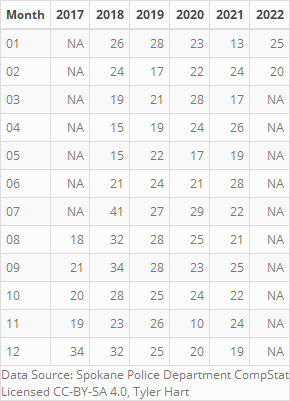 Month 2017 2018 2019 2020 2021 2022
01 NA 26 28 23 13 25
02 NA 24 17 22 24 20
03 NA 19 21 28 17 NA
04 NA 15 19 24 26 NA
05 NA 15 22 17 19 NA
06 NA 21 24 21 28 NA
07 NA 41 27 29 22 NA
08 18 32 28 25 21 NA
09 21 34 28 23 25 NA
10 20 28 25 24 22 NA
11 19 23 26 10 24 NA
12 34 32 25 20 19 NA
Data Source: Spokane Police Department CompStat
Licensed CC-BY-SA 4.0, Tyler Hart